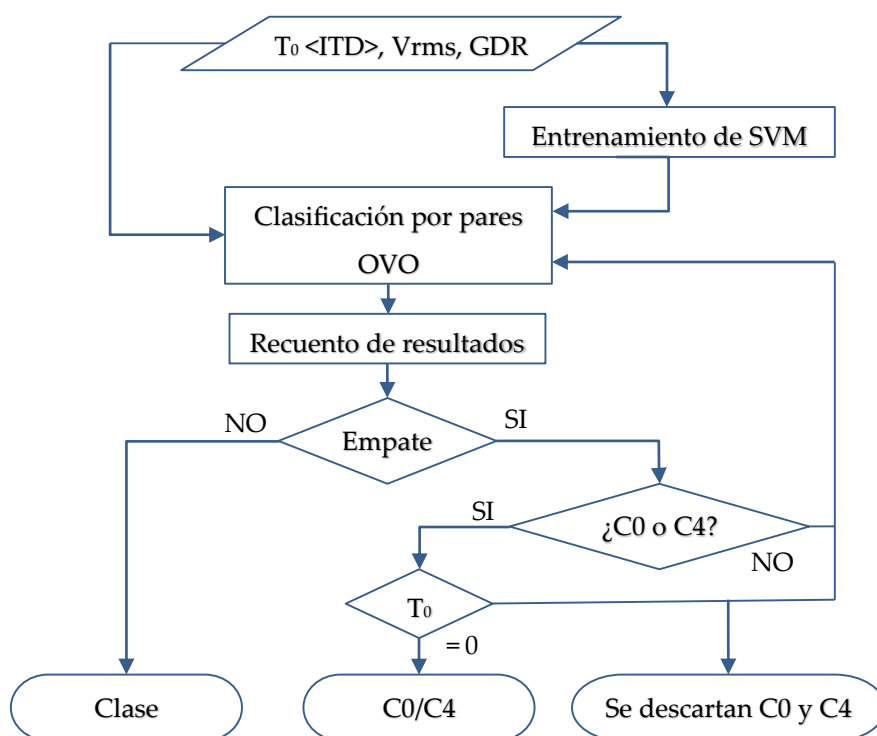 T₀ <ITD>, Vrms, GDR
Entrenamiento de SVM
Clasificación por pares
OVO
Recuento de resultados
NO
Empate
SI
SI
¿C0 o C4?
NO
T₀
= 0
Clase
C0/C4
Se descartan C0 y C4